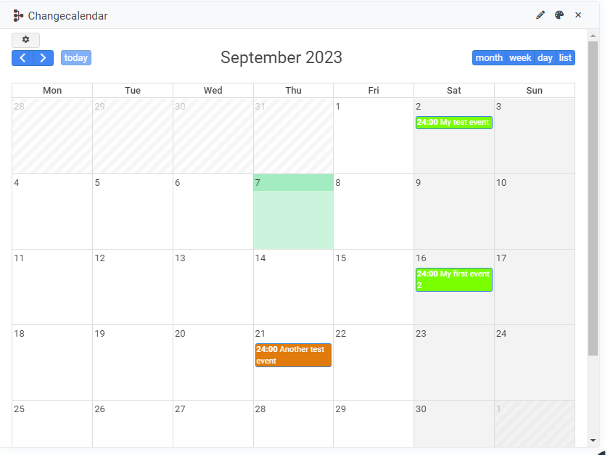 Changecalendar
today
September 2023
month week day list
Mon Tue Wed Thu Fri Sat Sun
28 29 30 31 1 2 3
24:00 My test event
4 5 6 7 8 9 10
11 12 13 14 15 16 17
24:00 My first event
2
18 19 20 21 22 23 24
24:00 Another test
event
25 26 27 28 29 30 1